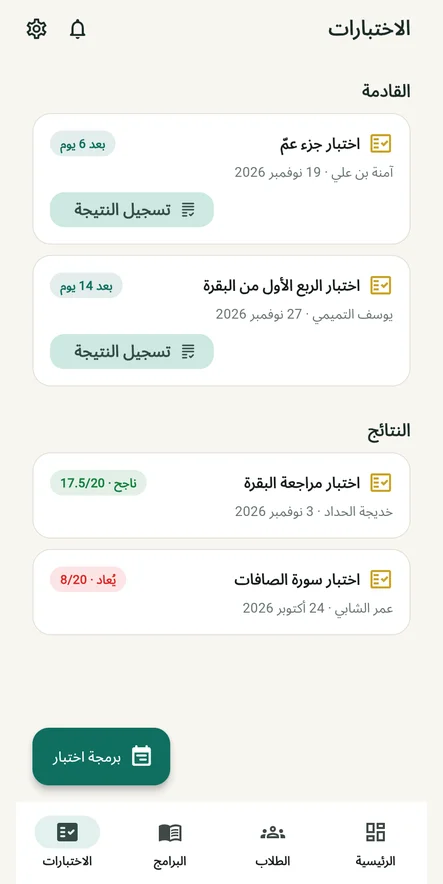 الاختبارات
القادمة
اختبار جزء عمّ
بعد 6 يوم
آمنة بن علي · 19 نوفمبر 2026
تسجيل النتيجة
اختبار الربع الأول من البقرة
بعد 14 يوم
يوسف التميمي · 27 نوفمبر 2026
تسجيل النتيجة
النتائج
اختبار مراجعة البقرة
ناجح · 17.5/20
خديجة الحداد · 3 نوفمبر 2026
اختبار سورة الصافات
يُعاد · 8/20
عمر الشابي · 24 أكتوبر 2026
برمجة اختبار
الرئيسية
الطلاب
البرامج
الاختبارات